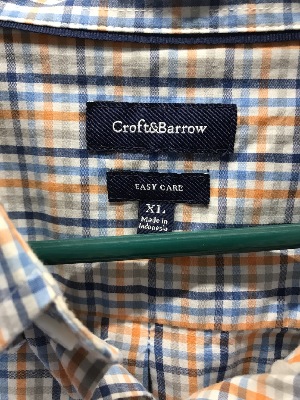 Croft&Barrow
EASY CARE
XL
Made in
Indonesia